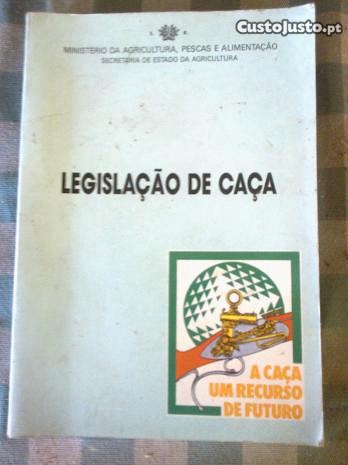 CustoJusto.pt
S. R.
MINISTÉRIO DA AGRICULTURA, PESCAS E ALIMENTAÇÃO
SECRETARIA DE ESTADO DA AGRICULTURA
LEGISLAÇÃO DE CAÇA
A CAÇA
UM RECURSO
DE FUTURO